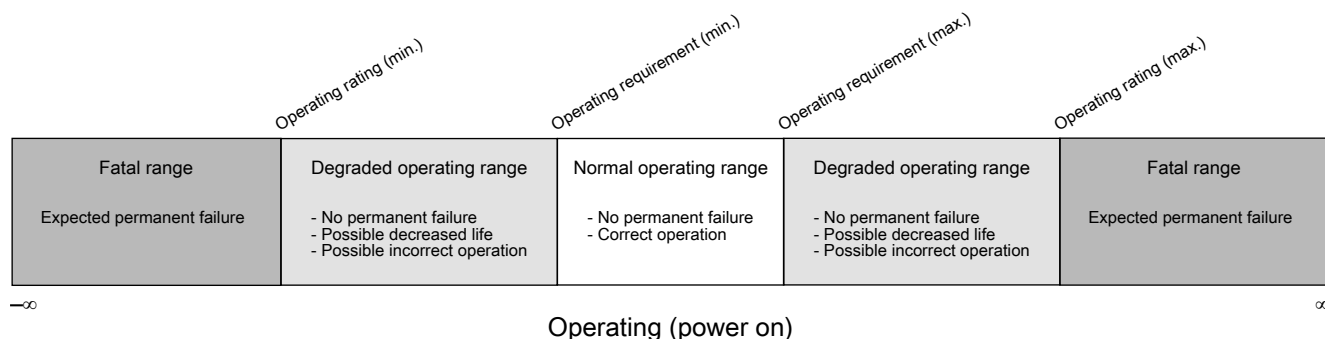 Operating rating (min.)
Operating requirement (min.)
Operating requirement (max.)
Operating rating (max.)
Fatal range
Expected permanent failure
Degraded operating range
- No permanent failure
- Possible decreased life
- Possible incorrect operation
Normal operating range
- No permanent failure
- Correct operation
Degraded operating range
- No permanent failure
- Possible decreased life
- Possible incorrect operation
Fatal range
Expected permanent failure
–∞
∞
Operating (power on)